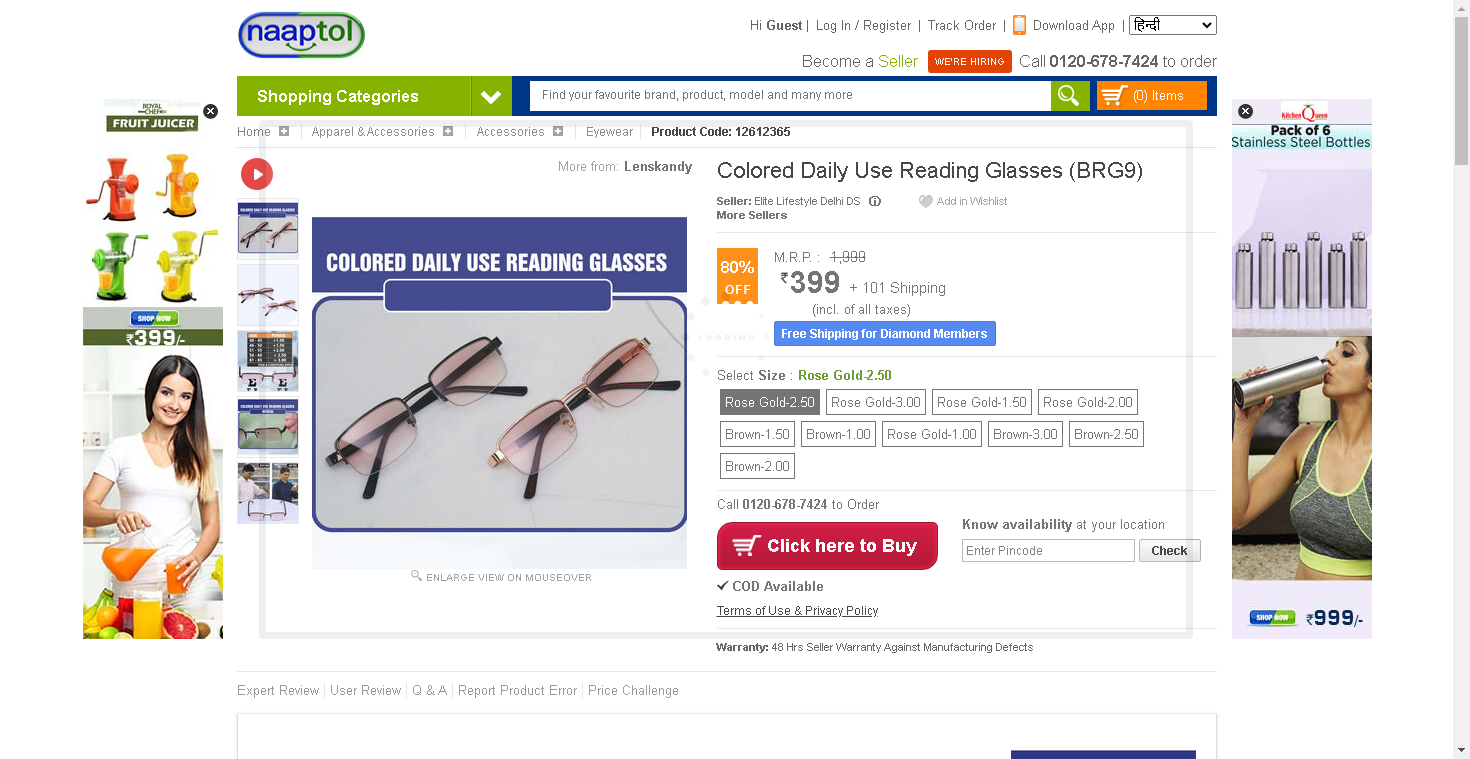 naaptol
Hi Guest | Log In / Register | Track Order | Download App | हिन्दी
Become a Seller WE'RE HIRING Call 0120-678-7424 to order
Shopping Categories
Find your favourite brand, product, model and many more
(0) Items
Home Apparel & Accessories Accessories Eyewear Product Code: 12612365
ROYAL CHEF
FRUIT JUICER
SHOP NOW
₹399/-
More from: Lenskandy
COLORED DAILY USE READING GLASSES
ENLARGE VIEW ON MOUSEOVER
LOADING
Colored Daily Use Reading Glasses (BRG9)
Seller: Elite Lifestyle Delhi DS
Add in Wishlist
More Sellers
80%
OFF
M.R.P. : 1,999
₹399 + 101 Shipping
(incl. of all taxes)
Free Shipping for Diamond Members
Select Size : Rose Gold-2.50
Rose Gold-2.50 Rose Gold-3.00 Rose Gold-1.50 Rose Gold-2.00
Brown-1.50 Brown-1.00 Rose Gold-1.00 Brown-3.00 Brown-2.50
Brown-2.00
Call 0120-678-7424 to Order
Click here to Buy
Know availability at your location
Enter Pincode
Check
COD Available
Terms of Use & Privacy Policy
Warranty: 48 Hrs Seller Warranty Against Manufacturing Defects
Kitchen Queen
Pack of 6
Stainless Steel Bottles
SHOP NOW
₹999/-
Expert Review User Review Q & A Report Product Error Price Challenge